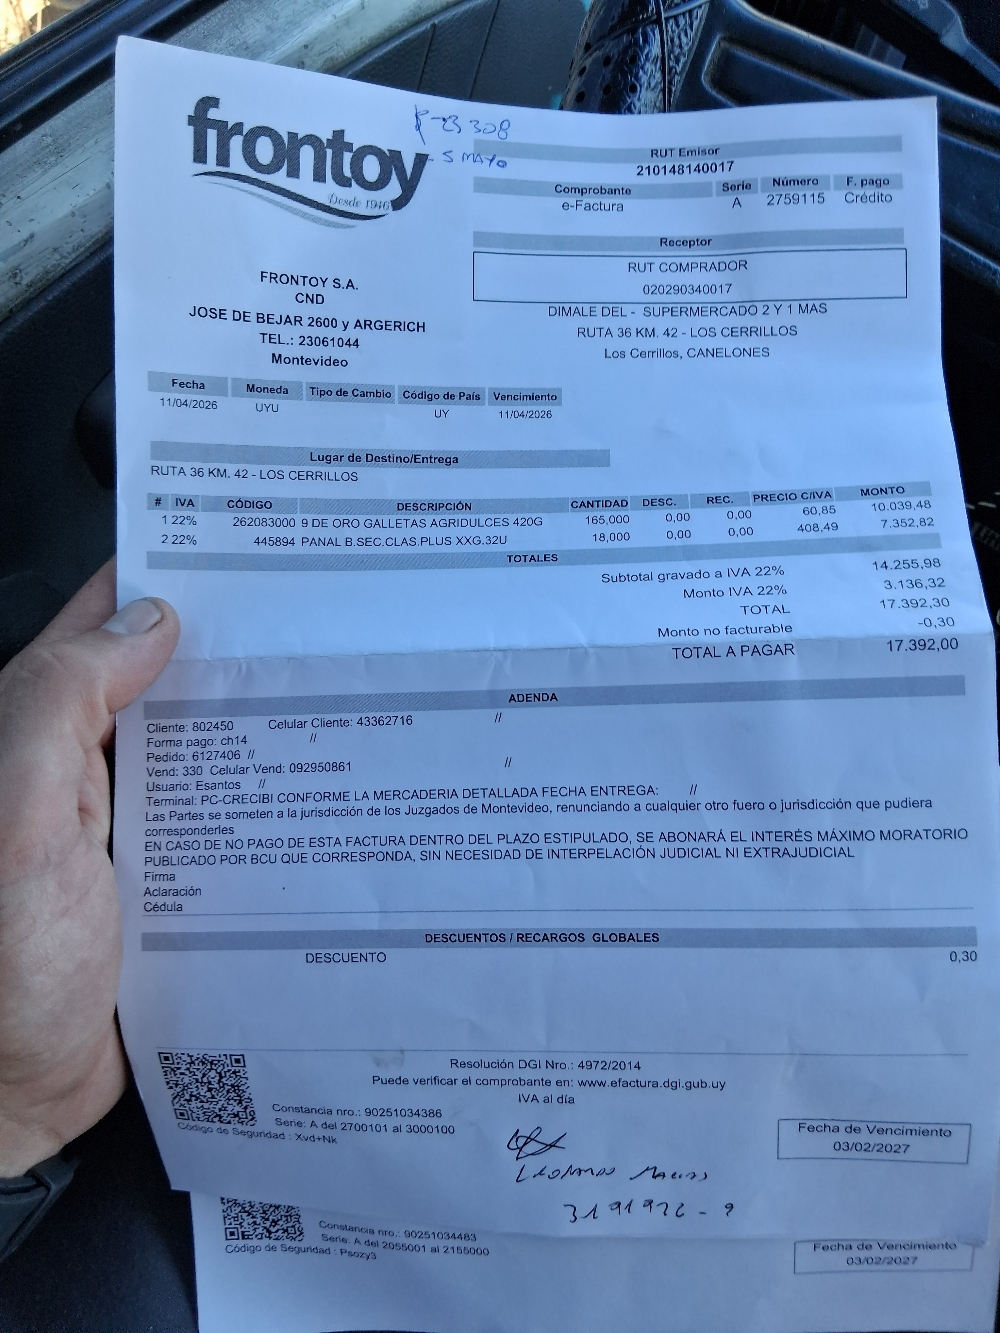 frontoy
Desde 1946
23308
5 MAYO
RUT Emisor
210148140017
Comprobante Serie Número F. pago
e-Factura A 2759115 Crédito
Receptor
RUT COMPRADOR
020290340017
DIMALE DEL - SUPERMERCADO 2 Y 1 MAS
RUTA 36 KM. 42 - LOS CERRILLOS
Los Cerrillos, CANELONES
FRONTOY S.A.
CND
JOSE DE BEJAR 2600 y ARGERICH
TEL.: 23061044
Montevideo
Fecha Moneda Tipo de Cambio Código de País Vencimiento
11/04/2026 UYU UY 11/04/2026
Lugar de Destino/Entrega
RUTA 36 KM. 42 - LOS CERRILLOS
# IVA CÓDIGO DESCRIPCIÓN CANTIDAD DESC. REC. PRECIO C/IVA MONTO
1 22% 262083000 9 DE ORO GALLETAS AGRIDULCES 420G 165,000 0,00 0,00 60,85 10.039,48
2 22% 445894 PANAL B.SEC.CLAS.PLUS XXG.32U 18,000 0,00 0,00 408,49 7.352,82
TOTALES
Subtotal gravado a IVA 22% 14.255,98
Monto IVA 22% 3.136,32
TOTAL 17.392,30
Monto no facturable -0,30
TOTAL A PAGAR 17.392,00
ADENDA
Cliente: 802450 Celular Cliente: 43362716 //
Forma pago: ch14 //
Pedido: 6127406 //
Vend: 330 Celular Vend: 092950861 //
Usuario: Esantos //
Terminal: PC-CRECIBI CONFORME LA MERCADERIA DETALLADA FECHA ENTREGA: //
Las Partes se someten a la jurisdicción de los Juzgados de Montevideo, renunciando a cualquier otro fuero o jurisdicción que pudiera
corresponderles
EN CASO DE NO PAGO DE ESTA FACTURA DENTRO DEL PLAZO ESTIPULADO, SE ABONARÁ EL INTERÉS MÁXIMO MORATORIO
PUBLICADO POR BCU QUE CORRESPONDA, SIN NECESIDAD DE INTERPELACIÓN JUDICIAL NI EXTRAJUDICIAL
Firma
Aclaración
Cédula
DESCUENTOS / RECARGOS GLOBALES
DESCUENTO 0,30
Resolución DGI Nro.: 4972/2014
Puede verificar el comprobante en: www.efactura.dgi.gub.uy
IVA al día
Constancia nro.: 90251034386
Serie: A del 2700101 al 3000100
Código de Seguridad : Xvd+Nk
Fecha de Vencimiento
03/02/2027
3191926-9
Constancia nro.: 90251034483
Serie: A del 2055001 al 2155000
Código de Seguridad : Psozy3
Fecha de Vencimiento
03/02/2027